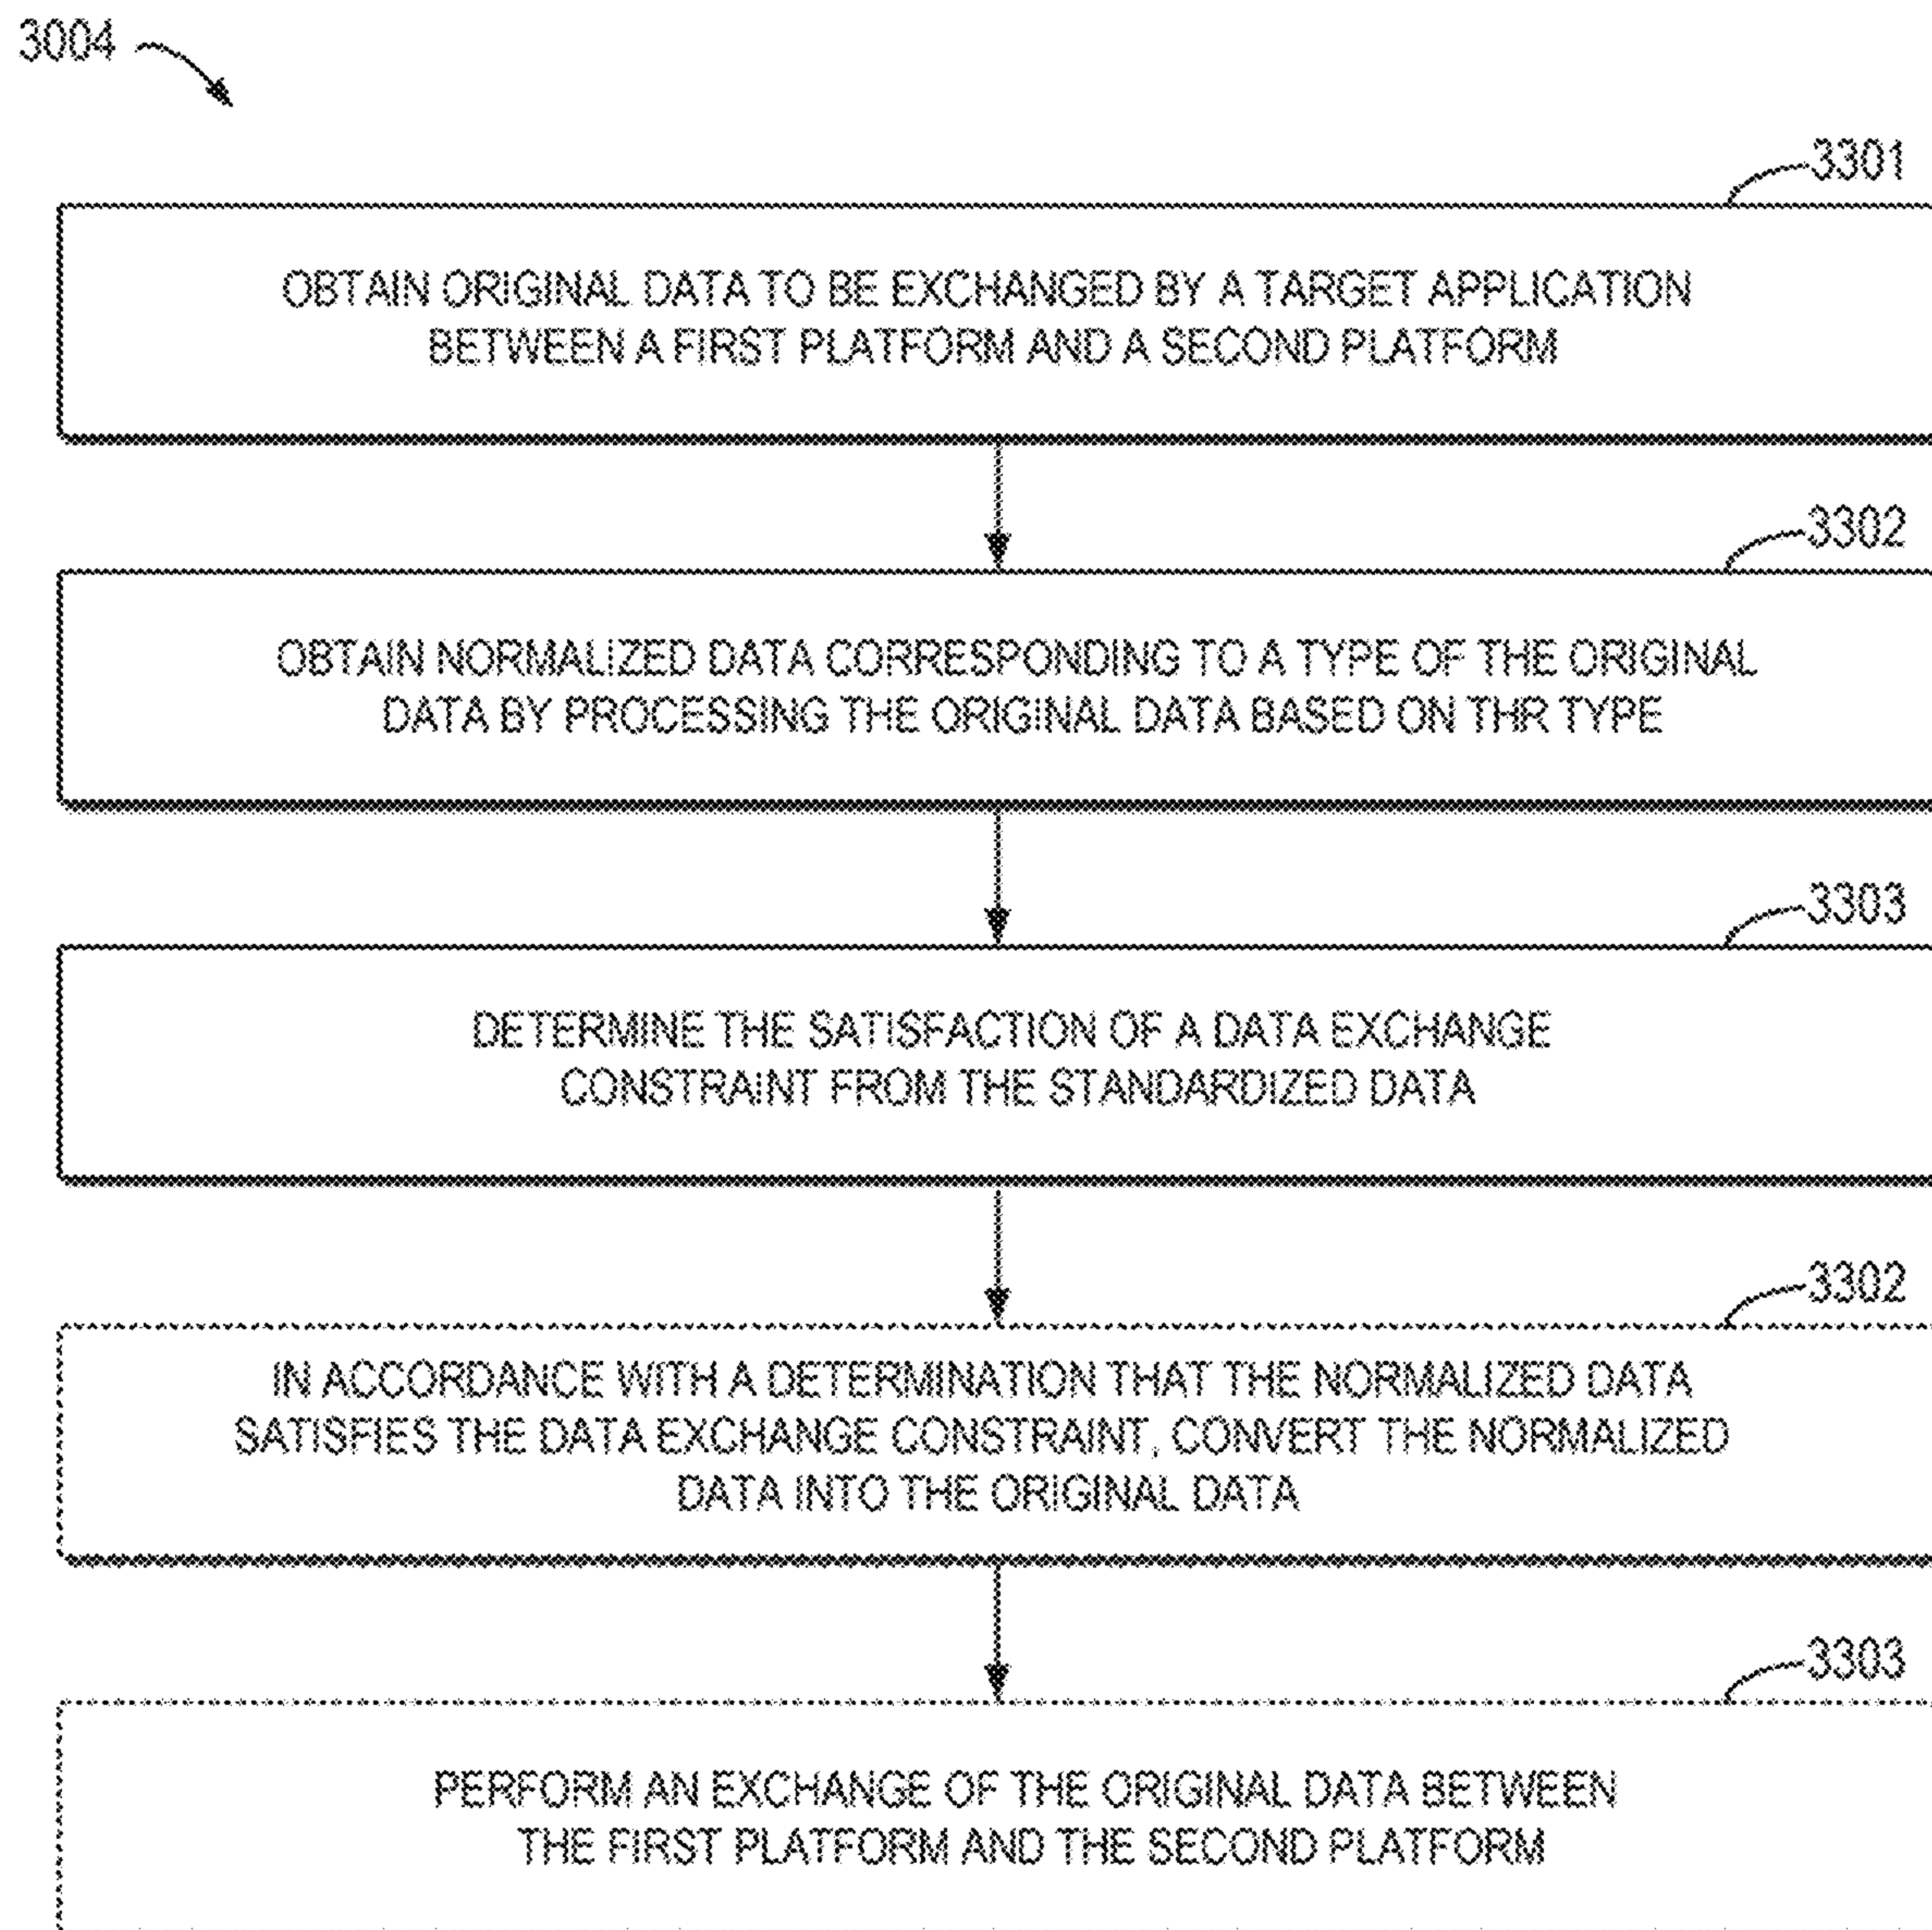 3004
3301
OBTAIN ORIGINAL DATA TO BE EXCHANGED BY A TARGET APPLICATION
BETWEEN A FIRST PLATFORM AND A SECOND PLATFORM
3302
OBTAIN NORMALIZED DATA CORRESPONDING TO A TYPE OF THE ORIGINAL
DATA BY PROCESSING THE ORIGINAL DATA BASED ON THR TYPE
3303
DETERMINE THE SATISFACTION OF A DATA EXCHANGE
CONSTRAINT FROM THE STANDARDIZED DATA
3302
IN ACCORDANCE WITH A DETERMINATION THAT THE NORMALIZED DATA
SATISFIES THE DATA EXCHANGE CONSTRAINT, CONVERT THE NORMALIZED
DATA INTO THE ORIGINAL DATA
3303
PERFORM AN EXCHANGE OF THE ORIGINAL DATA BETWEEN
THE FIRST PLATFORM AND THE SECOND PLATFORM